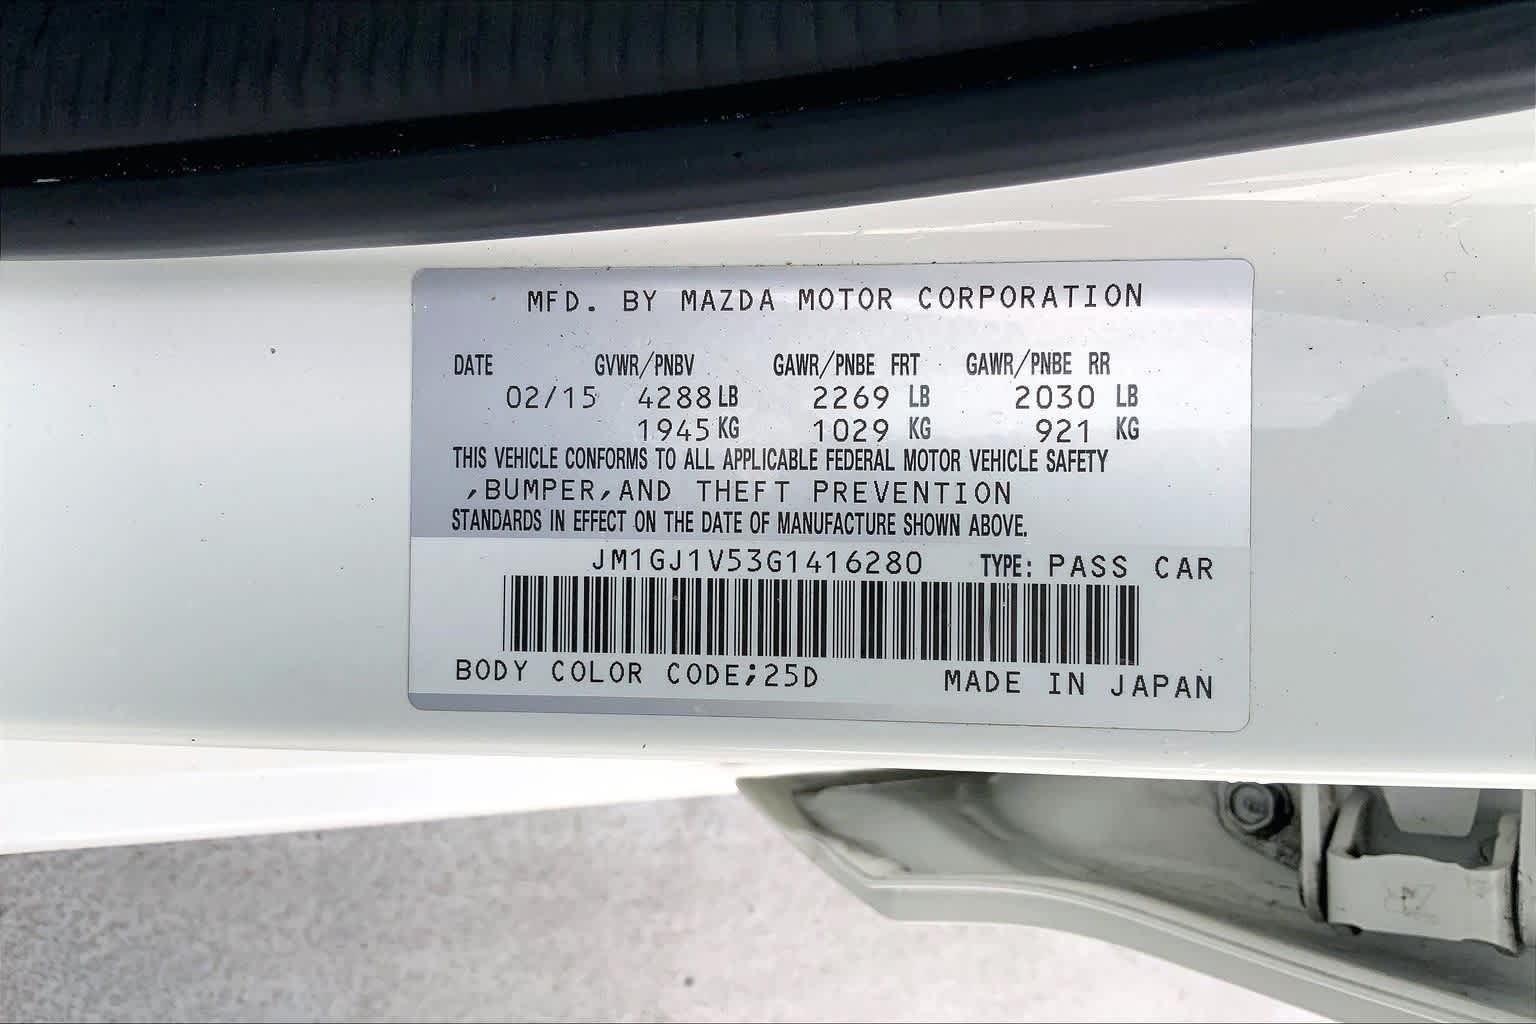 MFD. BY MAZDA MOTOR CORPORATION
DATE GVWR/PNBV GAWR/PNBE FRT GAWR/PNBE RR
02/15 4288 LB 2269 LB 2030 LB
1945 KG 1029 KG 921 KG
THIS VEHICLE CONFORMS TO ALL APPLICABLE FEDERAL MOTOR VEHICLE SAFETY
,BUMPER,AND THEFT PREVENTION
STANDARDS IN EFFECT ON THE DATE OF MANUFACTURE SHOWN ABOVE.
JM1GJ1V53G1416280 TYPE: PASS CAR
BODY COLOR CODE;25D MADE IN JAPAN